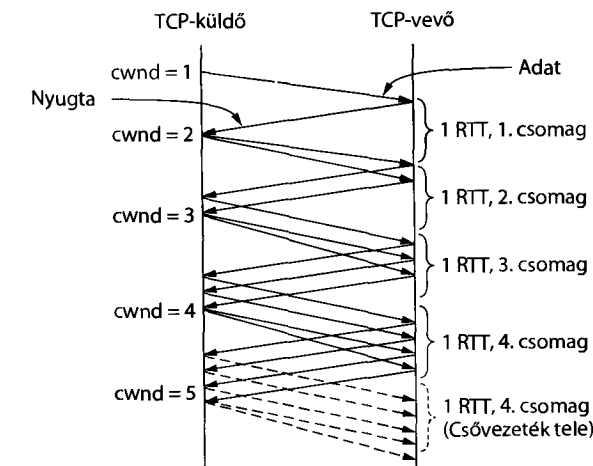 TCP-küldő
TCP-vevő
cwnd = 1
Adat
Nyugta
cwnd = 2
1 RTT, 1. csomag
1 RTT, 2. csomag
cwnd = 3
1 RTT, 3. csomag
cwnd = 4
1 RTT, 4. csomag
cwnd = 5
1 RTT, 4. csomag
(Csővezeték tele)